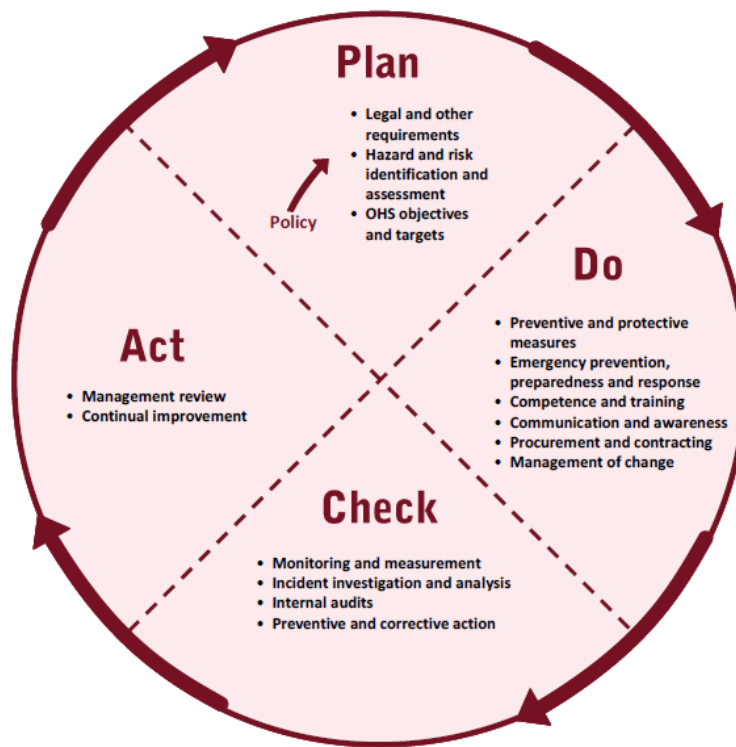 Plan
• Legal and other
requirements
• Hazard and risk
identification and
assessment
• OHS objectives
and targets
Policy
Do
• Preventive and protective
measures
• Emergency prevention,
preparedness and response
• Competence and training
• Communication and awareness
• Procurement and contracting
• Management of change
Check
• Monitoring and measurement
• Incident investigation and analysis
• Internal audits
• Preventive and corrective action
Act
• Management review
• Continual improvement